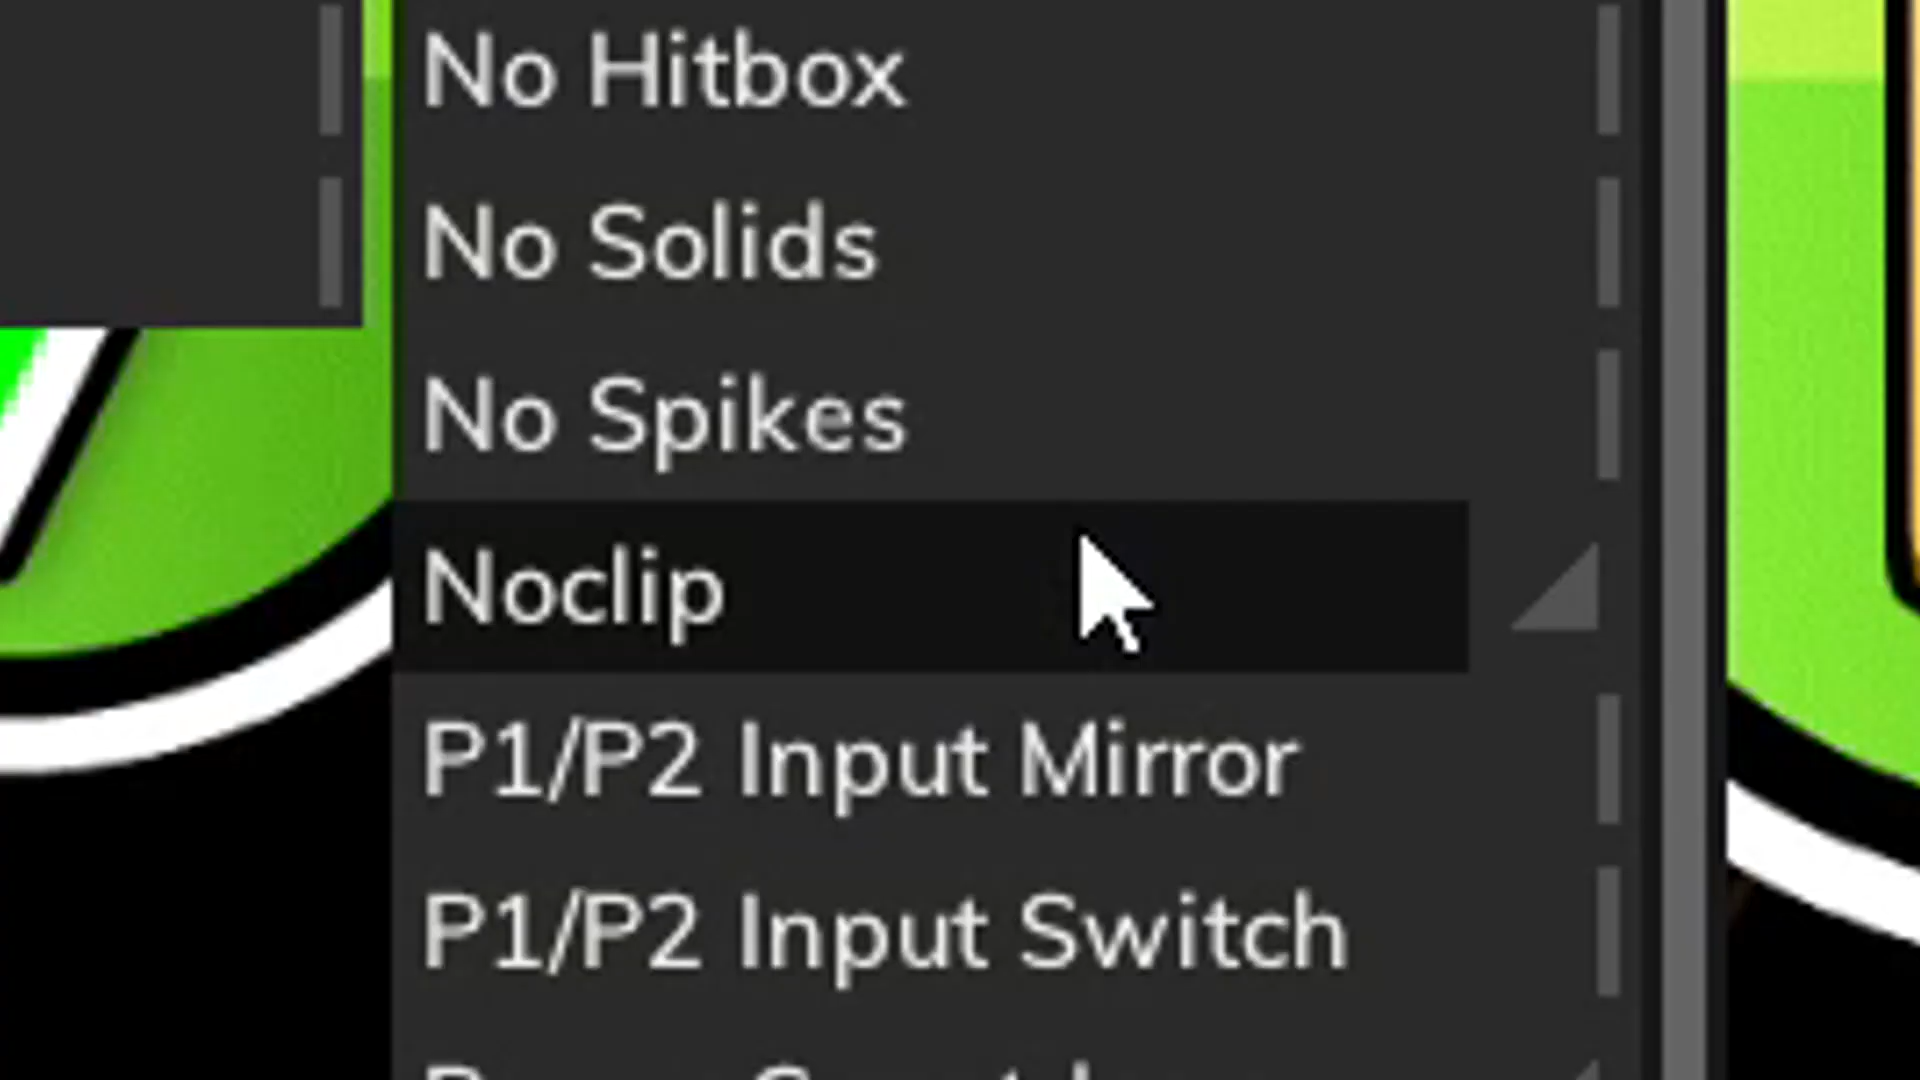 No Hitbox
No Solids
No Spikes
Noclip
P1/P2 Input Mirror
P1/P2 Input Switch